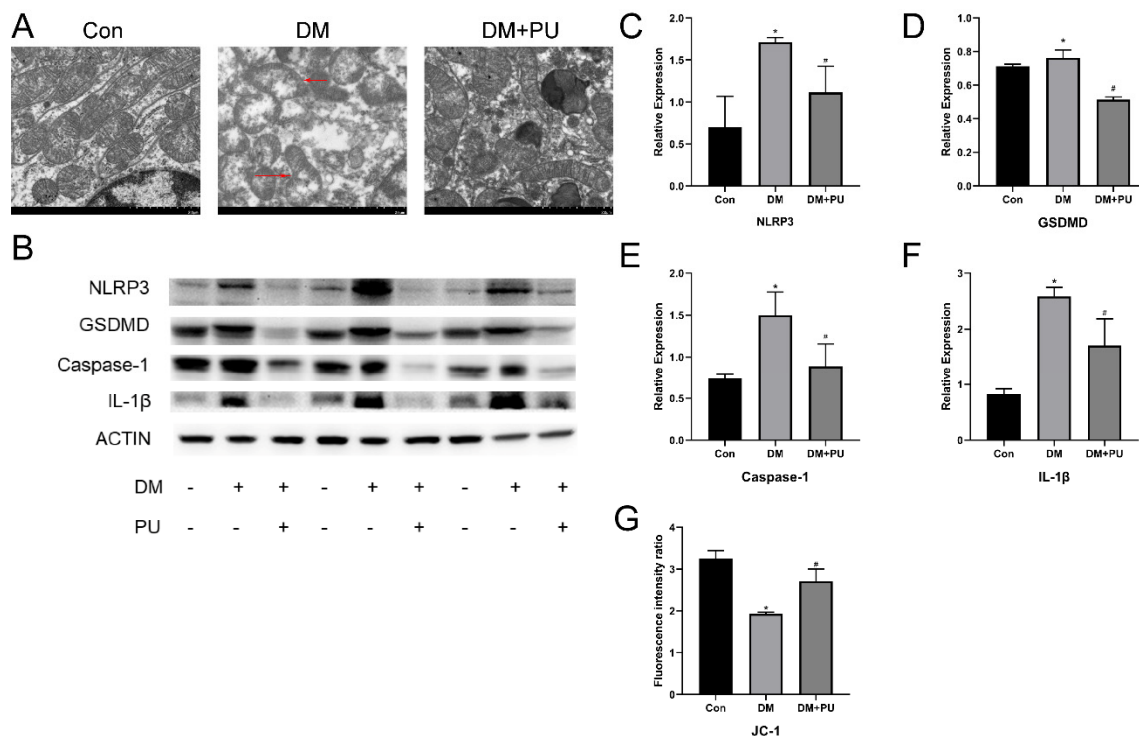 A
Con
DM
DM+PU
B
NLRP3
GSDMD
Caspase-1
IL-1β
ACTIN
DM - + + - + + - + +
PU - - + - - + - - +
C
Relative Expression
2.0
1.5
1.0
0.5
0.0
*
#
Con DM DM+PU
NLRP3
D
Relative Expression
1.0
0.8
0.6
0.4
0.2
0.0
*
#
Con DM DM+PU
GSDMD
E
Relative Expression
2.0
1.5
1.0
0.5
0.0
*
#
Con DM DM+PU
Caspase-1
F
Relative Expression
3
2
1
0
*
#
Con DM DM+PU
IL-1β
G
Fluorescence intensity ratio
4
3
2
1
0
*
#
Con DM DM+PU
JC-1